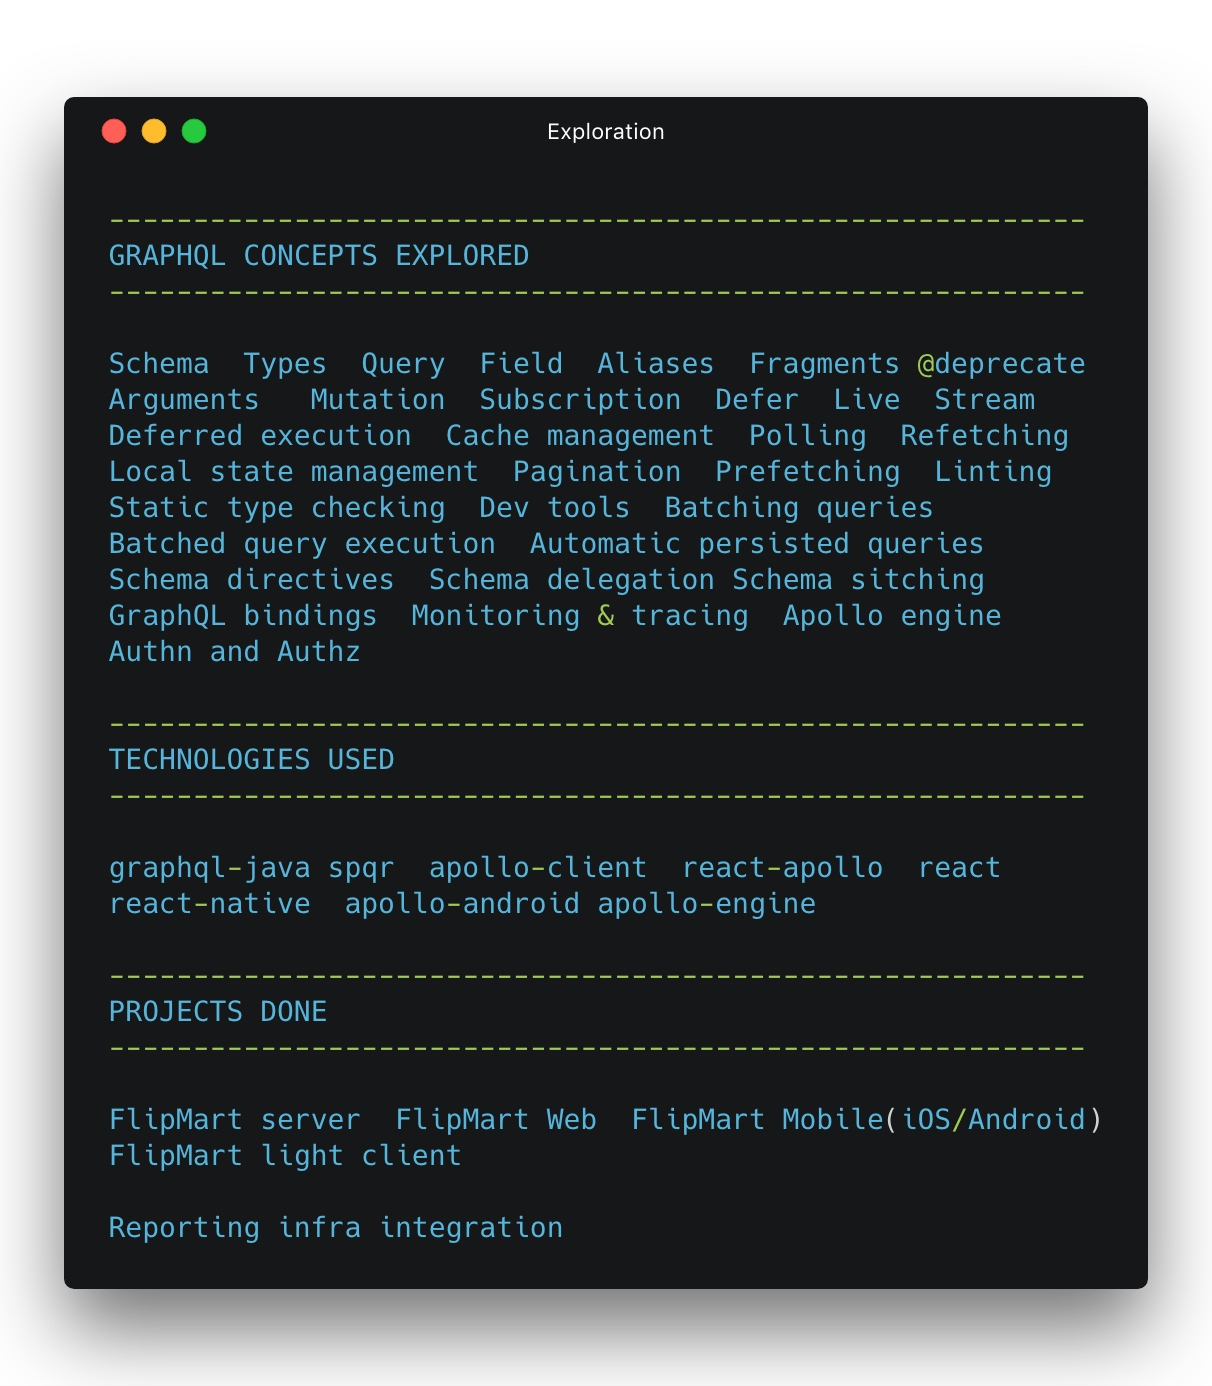 Exploration
----------------------------------------------------------
GRAPHQL CONCEPTS EXPLORED
----------------------------------------------------------
Schema  Types  Query  Field  Aliases  Fragments @deprecate
Arguments   Mutation  Subscription  Defer  Live  Stream
Deferred execution  Cache management  Polling  Refetching
Local state management  Pagination  Prefetching  Linting
Static type checking  Dev tools  Batching queries
Batched query execution  Automatic persisted queries
Schema directives  Schema delegation Schema sitching
GraphQL bindings  Monitoring & tracing  Apollo engine
Authn and Authz
----------------------------------------------------------
TECHNOLOGIES USED
----------------------------------------------------------
graphql-java spqr  apollo-client  react-apollo  react
react-native  apollo-android apollo-engine
----------------------------------------------------------
PROJECTS DONE
----------------------------------------------------------
FlipMart server  FlipMart Web  FlipMart Mobile(iOS/Android)
FlipMart light client
Reporting infra integration